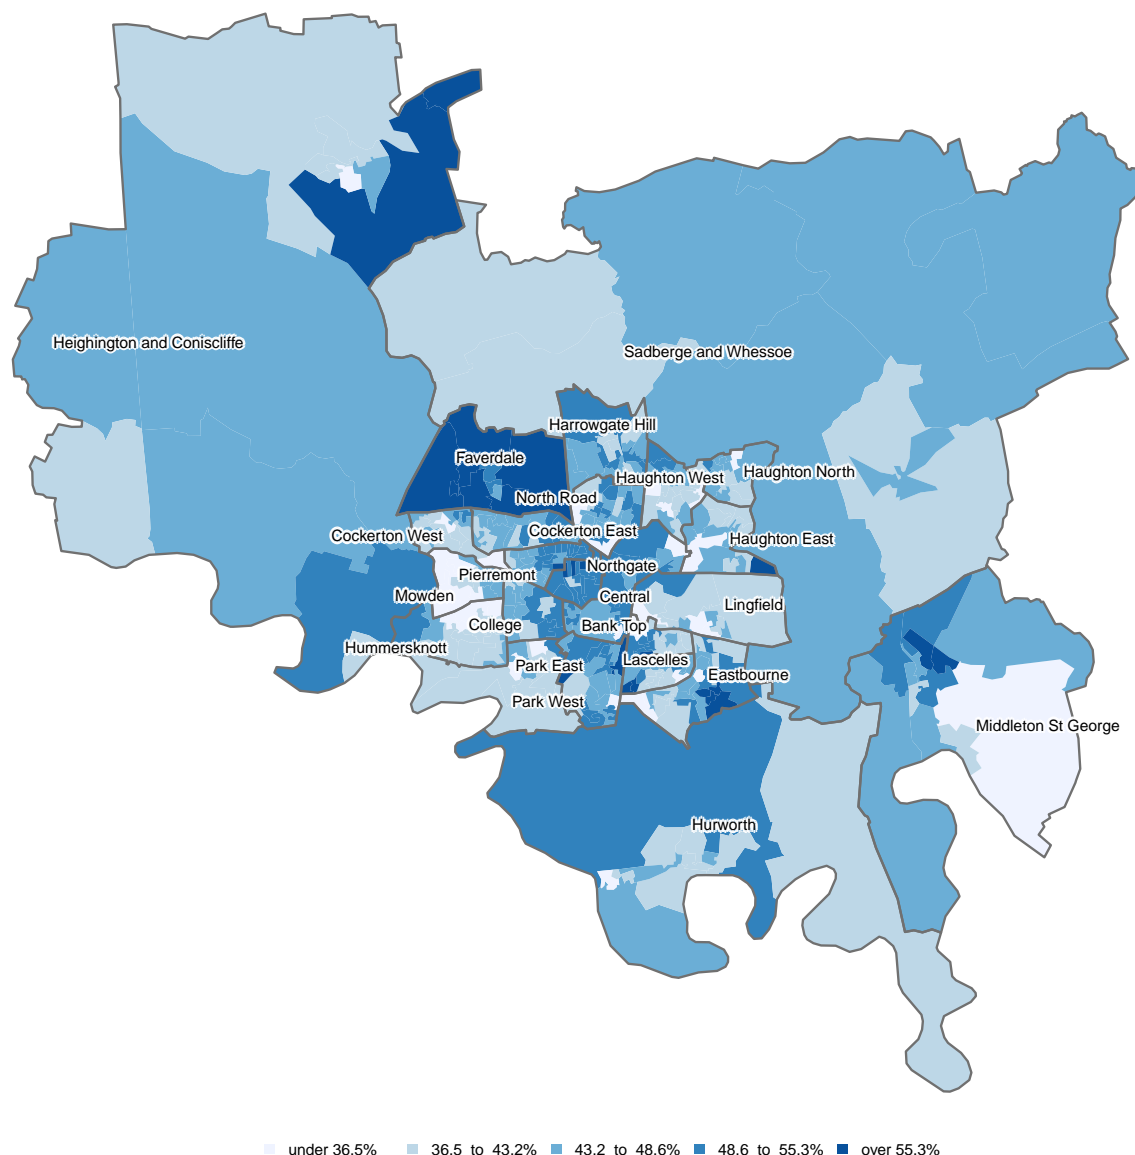 Heighington and Coniscliffe
Sadberge and Whessoe
Harrowgate Hill
Faverdale
Haughton West
Haughton North
North Road
Cockerton West
Cockerton East
Haughton East
Northgate
Pierremont
Mowden
Central
Lingfield
College
Bank Top
Hummersknott
Park East
Lascelles
Eastbourne
Park West
Middleton St George
Hurworth
under 36.5%
36.5 to 43.2%
43.2 to 48.6%
48.6 to 55.3%
over 55.3%